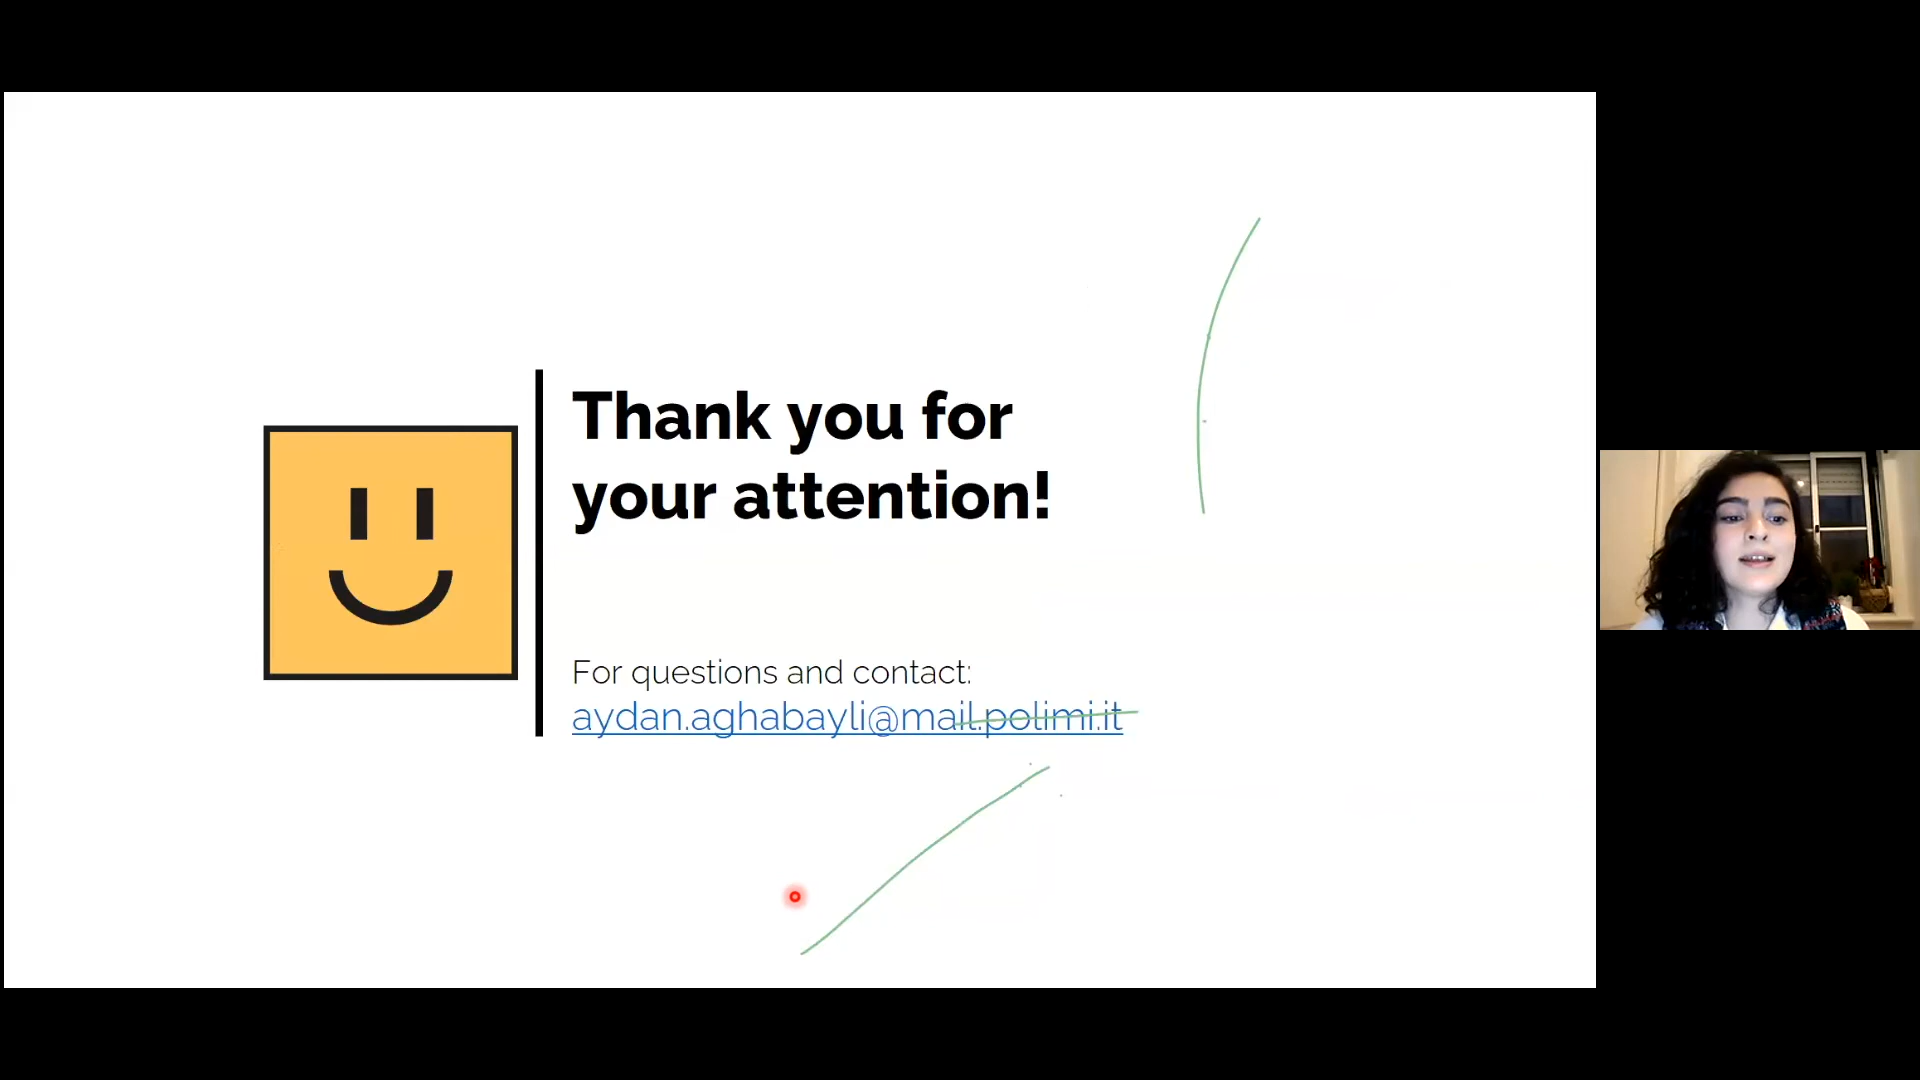 Thank you for
your attention!
For questions and contact:
aydan.aghabayli@mail.polimi.it